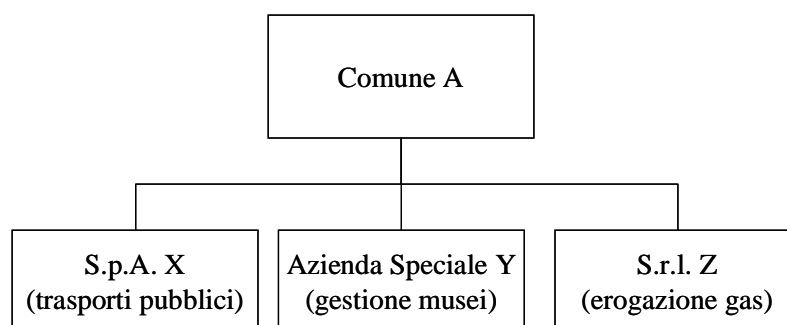 Comune A
S.p.A. X
(trasporti pubblici)
Azienda Speciale Y
(gestione musei)
S.r.l. Z
(erogazione gas)